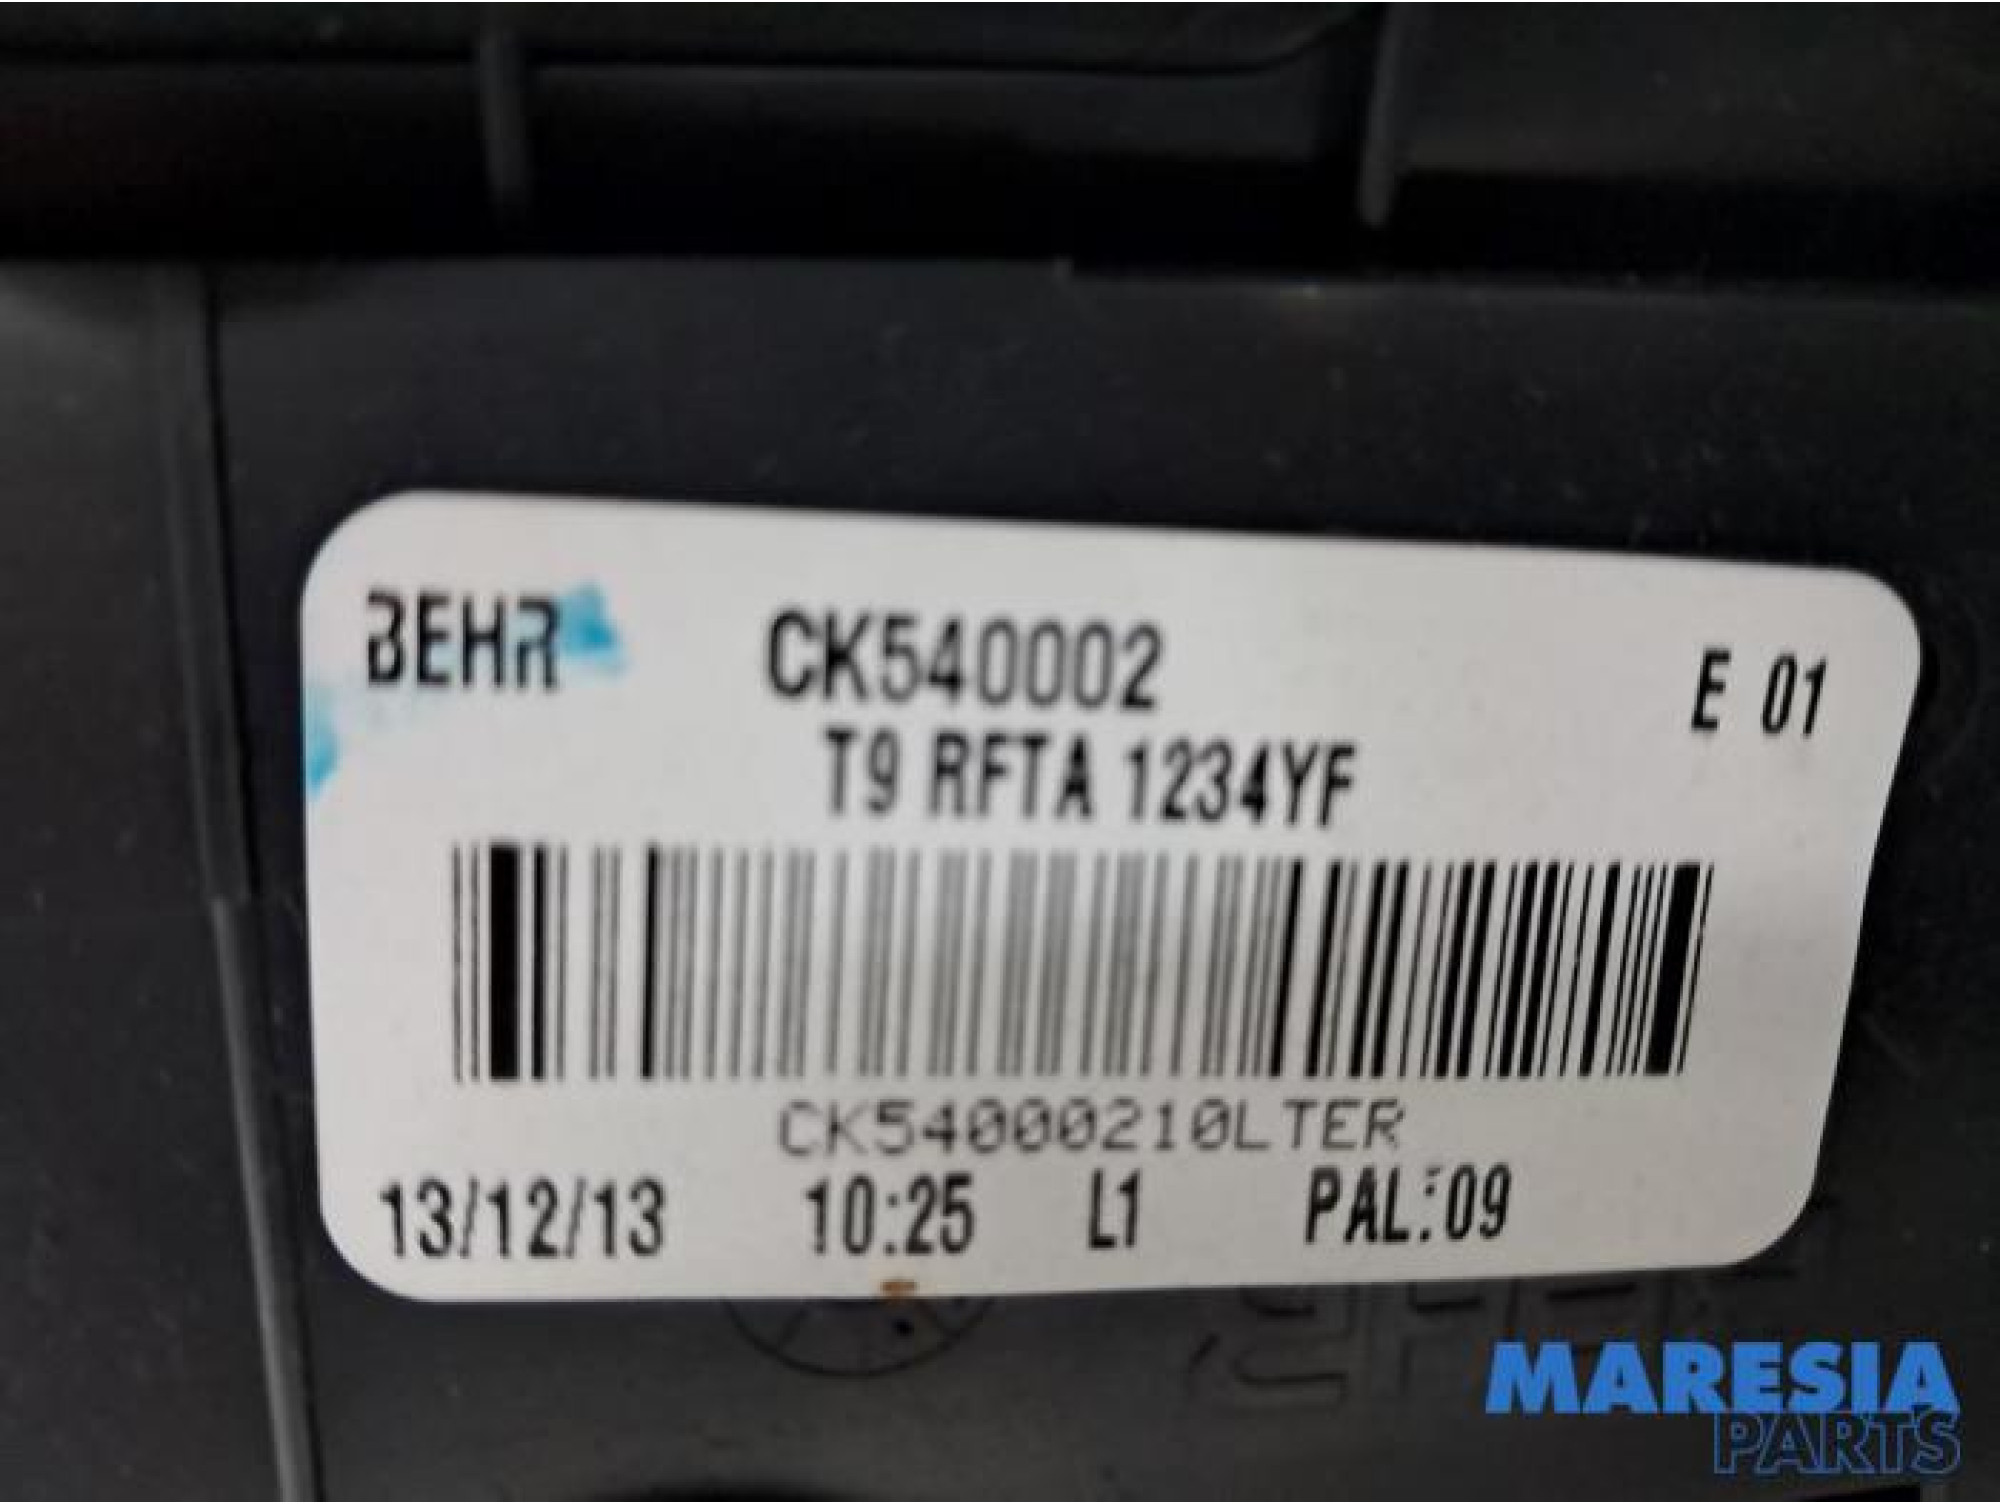 BEHR CK540002 E 01
T9 RFTA 1234YF
CK54000210LTER
13/12/13 10:25 L1 PAL:09
MARESIA
PARTS